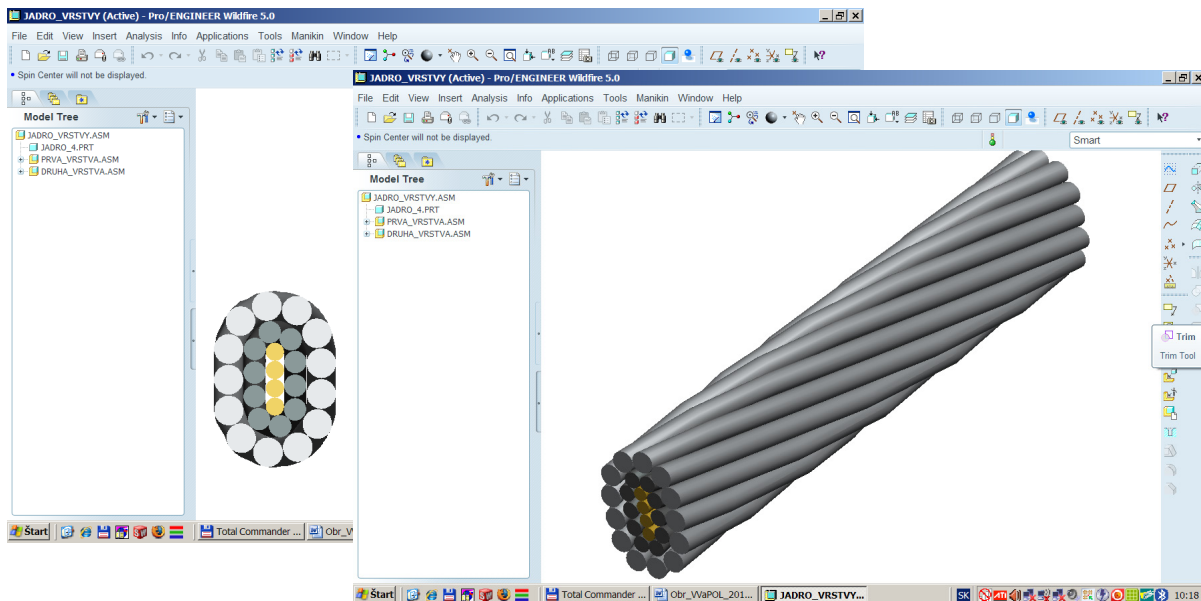 JADRO_VRSTVY (Active) - Pro/ENGINEER Wildfire 5.0
File Edit View Insert Analysis Info Applications Tools Manikin Window Help
• Spin Center will not be displayed.
Model Tree
JADRO_VRSTVY.ASM
JADRO_4.PRT
PRVA_VRSTVA.ASM
DRUHA_VRSTVA.ASM
Štart
Total Commander ...
JADRO_VRSTVY (Active) - Pro/ENGINEER Wildfire 5.0
File Edit View Insert Analysis Info Applications Tools Manikin Window Help
• Spin Center will not be displayed.
Smart
Model Tree
JADRO_VRSTVY.ASM
JADRO_4.PRT
PRVA_VRSTVA.ASM
DRUHA_VRSTVA.ASM
Trim
Trim Tool
Štart
Total Commander ...
Obr_VVaPOL_201...
JADRO_VRSTVY...
SK
ATI
10:18